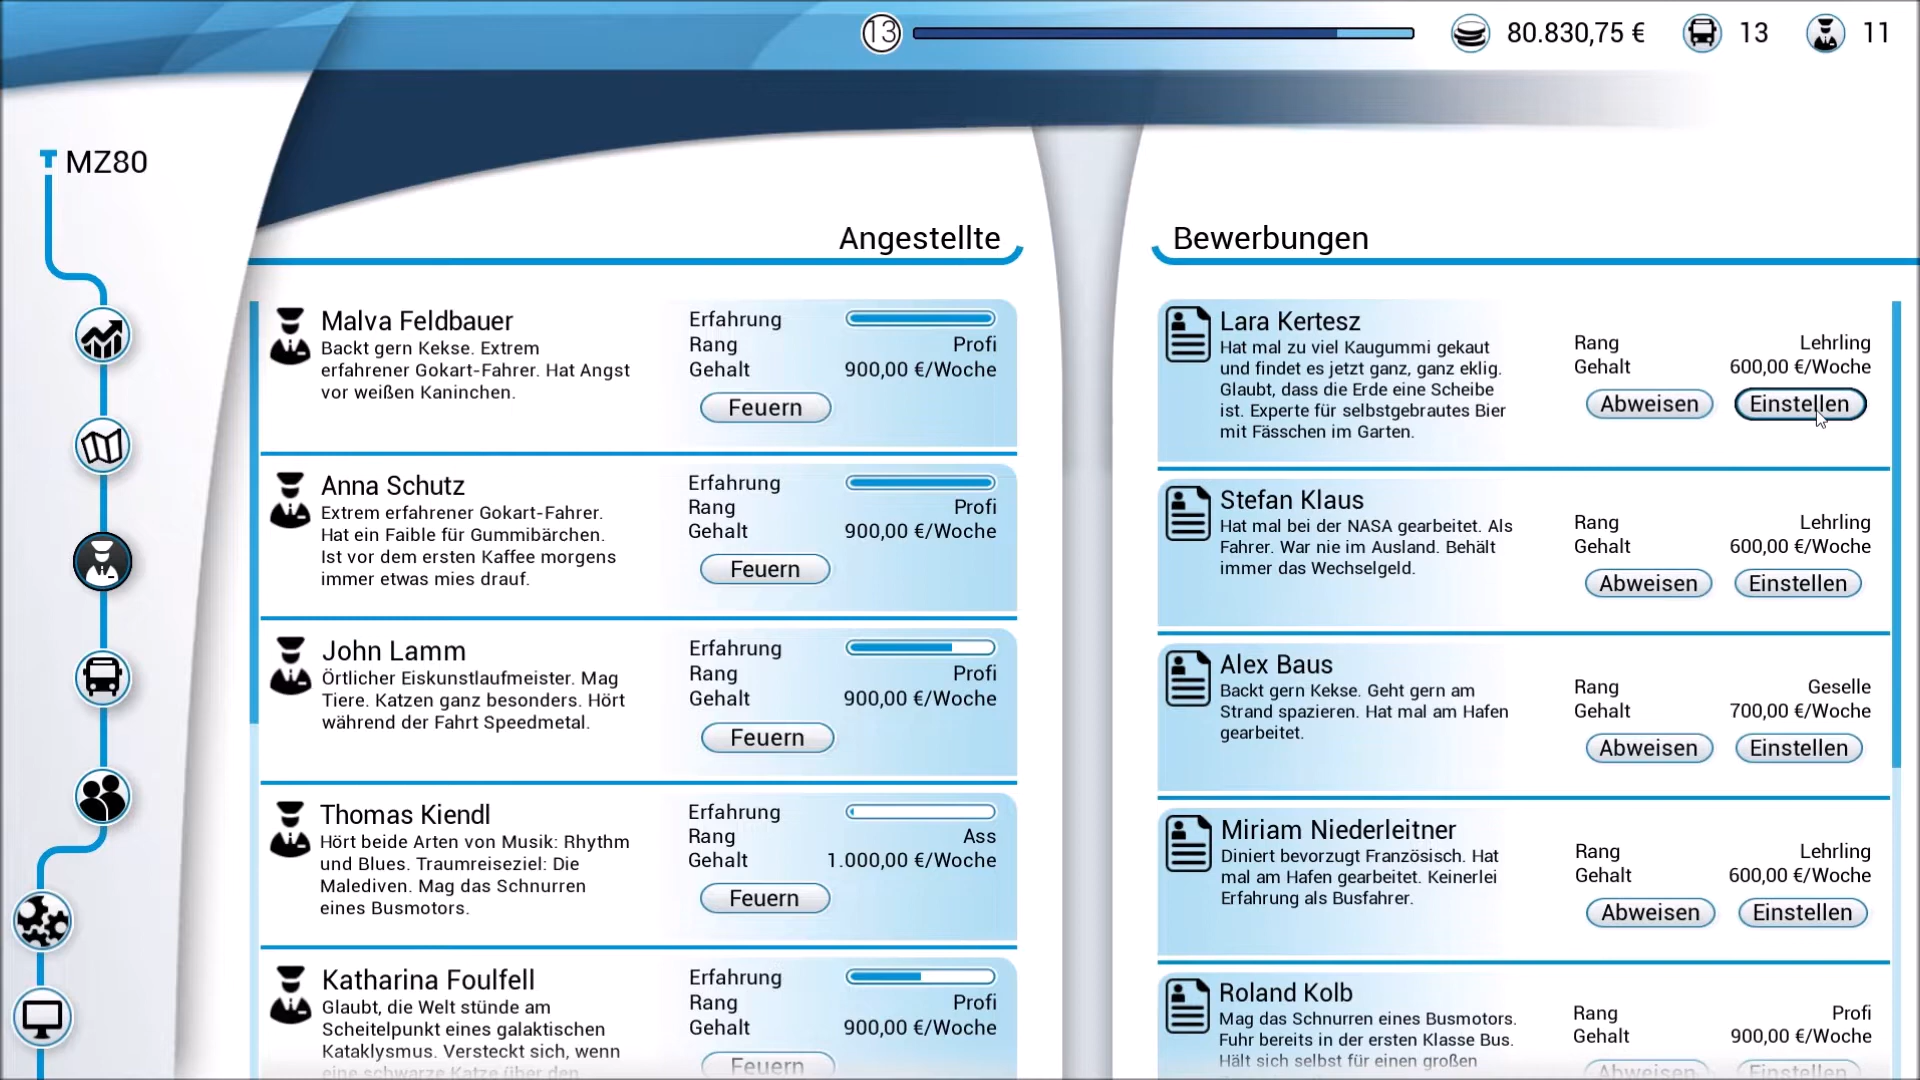 13
80.830,75 €
13
11
MZ80
Angestellte
Malva Feldbauer
Backt gern Kekse. Extrem
erfahrener Gokart-Fahrer. Hat Angst
vor weißen Kaninchen.
Erfahrung
Rang Profi
Gehalt 900,00 €/Woche
Feuern
Anna Schutz
Extrem erfahrener Gokart-Fahrer.
Hat ein Faible für Gummibärchen.
Ist vor dem ersten Kaffee morgens
immer etwas mies drauf.
Erfahrung
Rang Profi
Gehalt 900,00 €/Woche
Feuern
John Lamm
Örtlicher Eiskunstlaufmeister. Mag
Tiere. Katzen ganz besonders. Hört
während der Fahrt Speedmetal.
Erfahrung
Rang Profi
Gehalt 900,00 €/Woche
Feuern
Thomas Kiendl
Hört beide Arten von Musik: Rhythm
und Blues. Traumreiseziel: Die
Malediven. Mag das Schnurren
eines Busmotors.
Erfahrung
Rang Ass
Gehalt 1.000,00 €/Woche
Feuern
Katharina Foulfell
Glaubt, die Welt stünde am
Scheitelpunkt eines galaktischen
Kataklysmus. Versteckt sich, wenn
eine schwarze Katze über den
Erfahrung
Rang Profi
Gehalt 900,00 €/Woche
Feuern
Bewerbungen
Lara Kertesz
Hat mal zu viel Kaugummi gekaut
und findet es jetzt ganz, ganz eklig.
Glaubt, dass die Erde eine Scheibe
ist. Experte für selbstgebrautes Bier
mit Fässchen im Garten.
Rang Lehrling
Gehalt 600,00 €/Woche
Abweisen Einstellen
Stefan Klaus
Hat mal bei der NASA gearbeitet. Als
Fahrer. War nie im Ausland. Behält
immer das Wechselgeld.
Rang Lehrling
Gehalt 600,00 €/Woche
Abweisen Einstellen
Alex Baus
Backt gern Kekse. Geht gern am
Strand spazieren. Hat mal am Hafen
gearbeitet.
Rang Geselle
Gehalt 700,00 €/Woche
Abweisen Einstellen
Miriam Niederleitner
Diniert bevorzugt Französisch. Hat
mal am Hafen gearbeitet. Keinerlei
Erfahrung als Busfahrer.
Rang Lehrling
Gehalt 600,00 €/Woche
Abweisen Einstellen
Roland Kolb
Mag das Schnurren eines Busmotors.
Fuhr bereits in der ersten Klasse Bus.
Hält sich selbst für einen großen
Rang Profi
Gehalt 900,00 €/Woche
Abweisen Einstellen